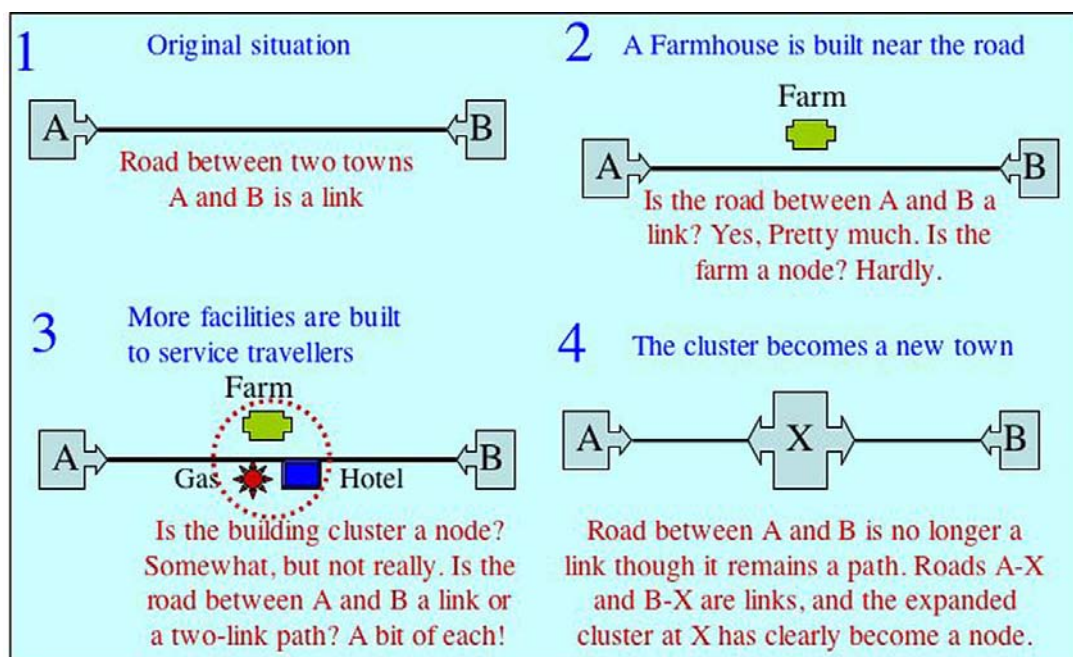 1
Original situation
A
B
Road between two towns
A and B is a link
2
A Farmhouse is built near the road
Farm
A
B
Is the road between A and B a
link? Yes, Pretty much. Is the
farm a node? Hardly.
3
More facilities are built
to service travellers
Farm
A
B
Gas
Hotel
Is the building cluster a node?
Somewhat, but not really. Is the
road between A and B a link or
a two-link path? A bit of each!
4
The cluster becomes a new town
A
X
B
Road between A and B is no longer a
link though it remains a path. Roads A-X
and B-X are links, and the expanded
cluster at X has clearly become a node.